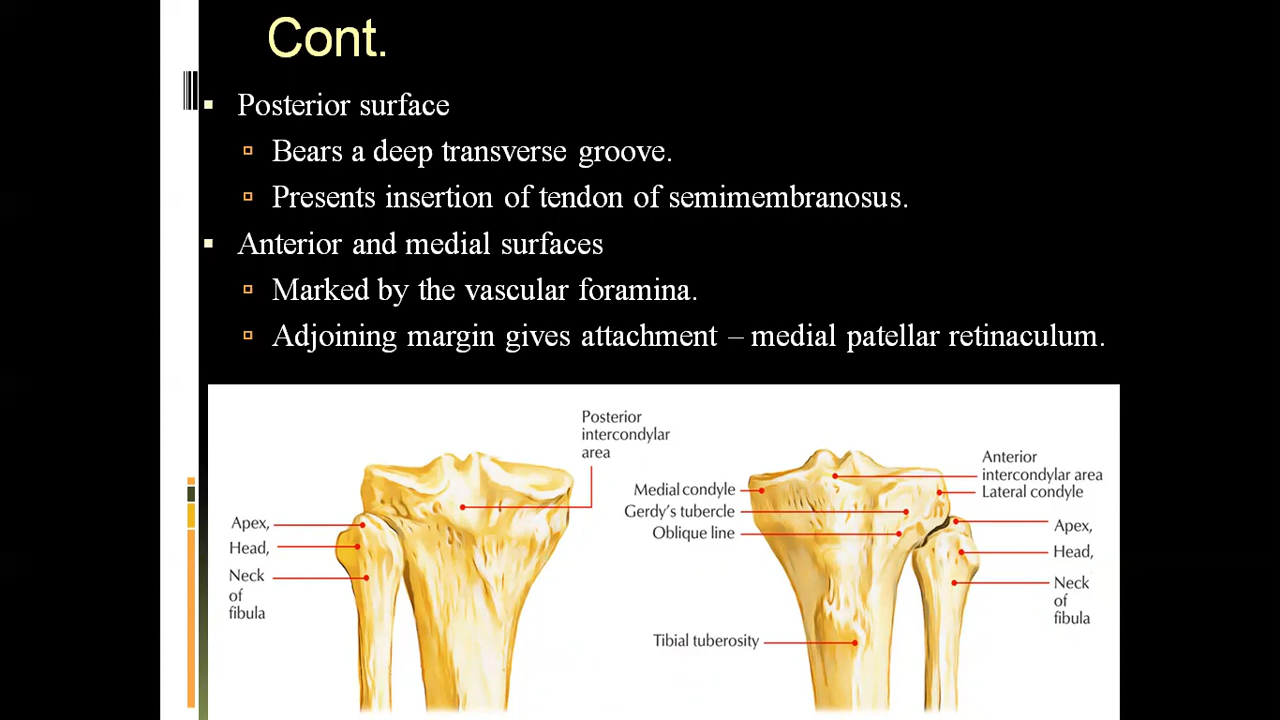 Cont.
Posterior surface
Bears a deep transverse groove.
Presents insertion of tendon of semimembranosus.
Anterior and medial surfaces
Marked by the vascular foramina.
Adjoining margin gives attachment – medial patellar retinaculum.
Posterior
intercondylar
area
Apex,
Head,
Neck
of
fibula
Medial condyle
Gerdy's tubercle
Oblique line
Tibial tuberosity
Anterior
intercondylar area
Lateral condyle
Apex,
Head,
Neck
of
fibula